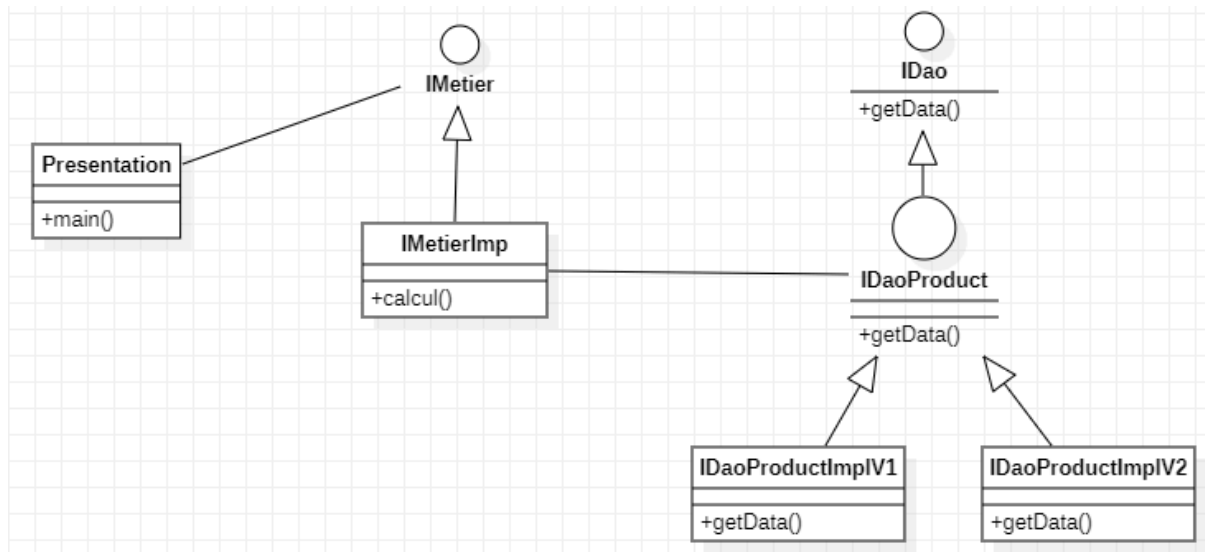 IMetier
IDao
+getData()
Presentation
+main()
IMetierImp
+calcul()
IDaoProduct
+getData()
IDaoProductImplV1
+getData()
IDaoProductImplV2
+getData()